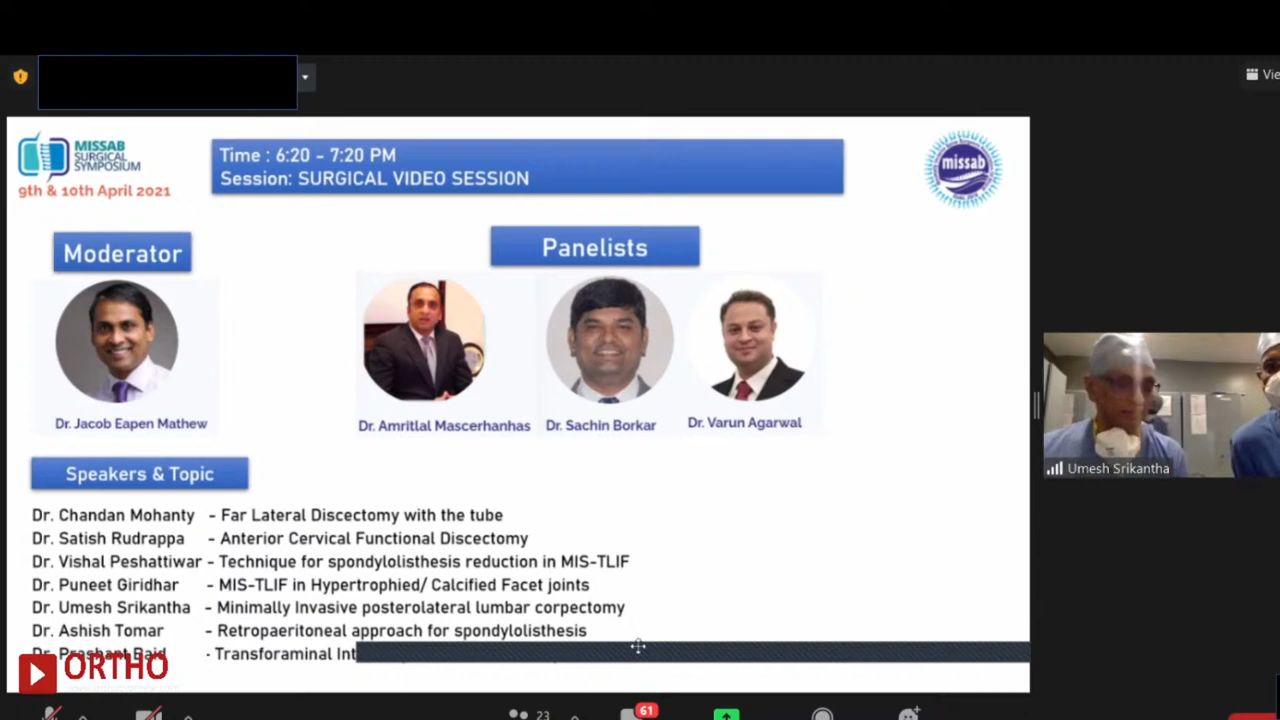 Vie
MISSAB
SURGICAL
SYMPOSIUM
9th & 10th April 2021
Time : 6:20 - 7:20 PM
Session: SURGICAL VIDEO SESSION
missab
Moderator
Panelists
Dr. Jacob Eapen Mathew
Dr. Amritlal Mascerhanhas
Dr. Sachin Borkar
Dr. Varun Agarwal
Umesh Srikantha
Speakers & Topic
Dr. Chandan Mohanty - Far Lateral Discectomy with the tube
Dr. Satish Rudrappa - Anterior Cervical Functional Discectomy
Dr. Vishal Peshattiwar - Technique for spondylolisthesis reduction in MIS-TLIF
Dr. Puneet Giridhar - MIS-TLIF in Hypertrophied/ Calcified Facet joints
Dr. Umesh Srikantha - Minimally Invasive posterolateral lumbar corpectomy
Dr. Ashish Tomar - Retropaeritoneal approach for spondylolisthesis
Dr. Prashant - Transforaminal Int
ORTHO
23
61